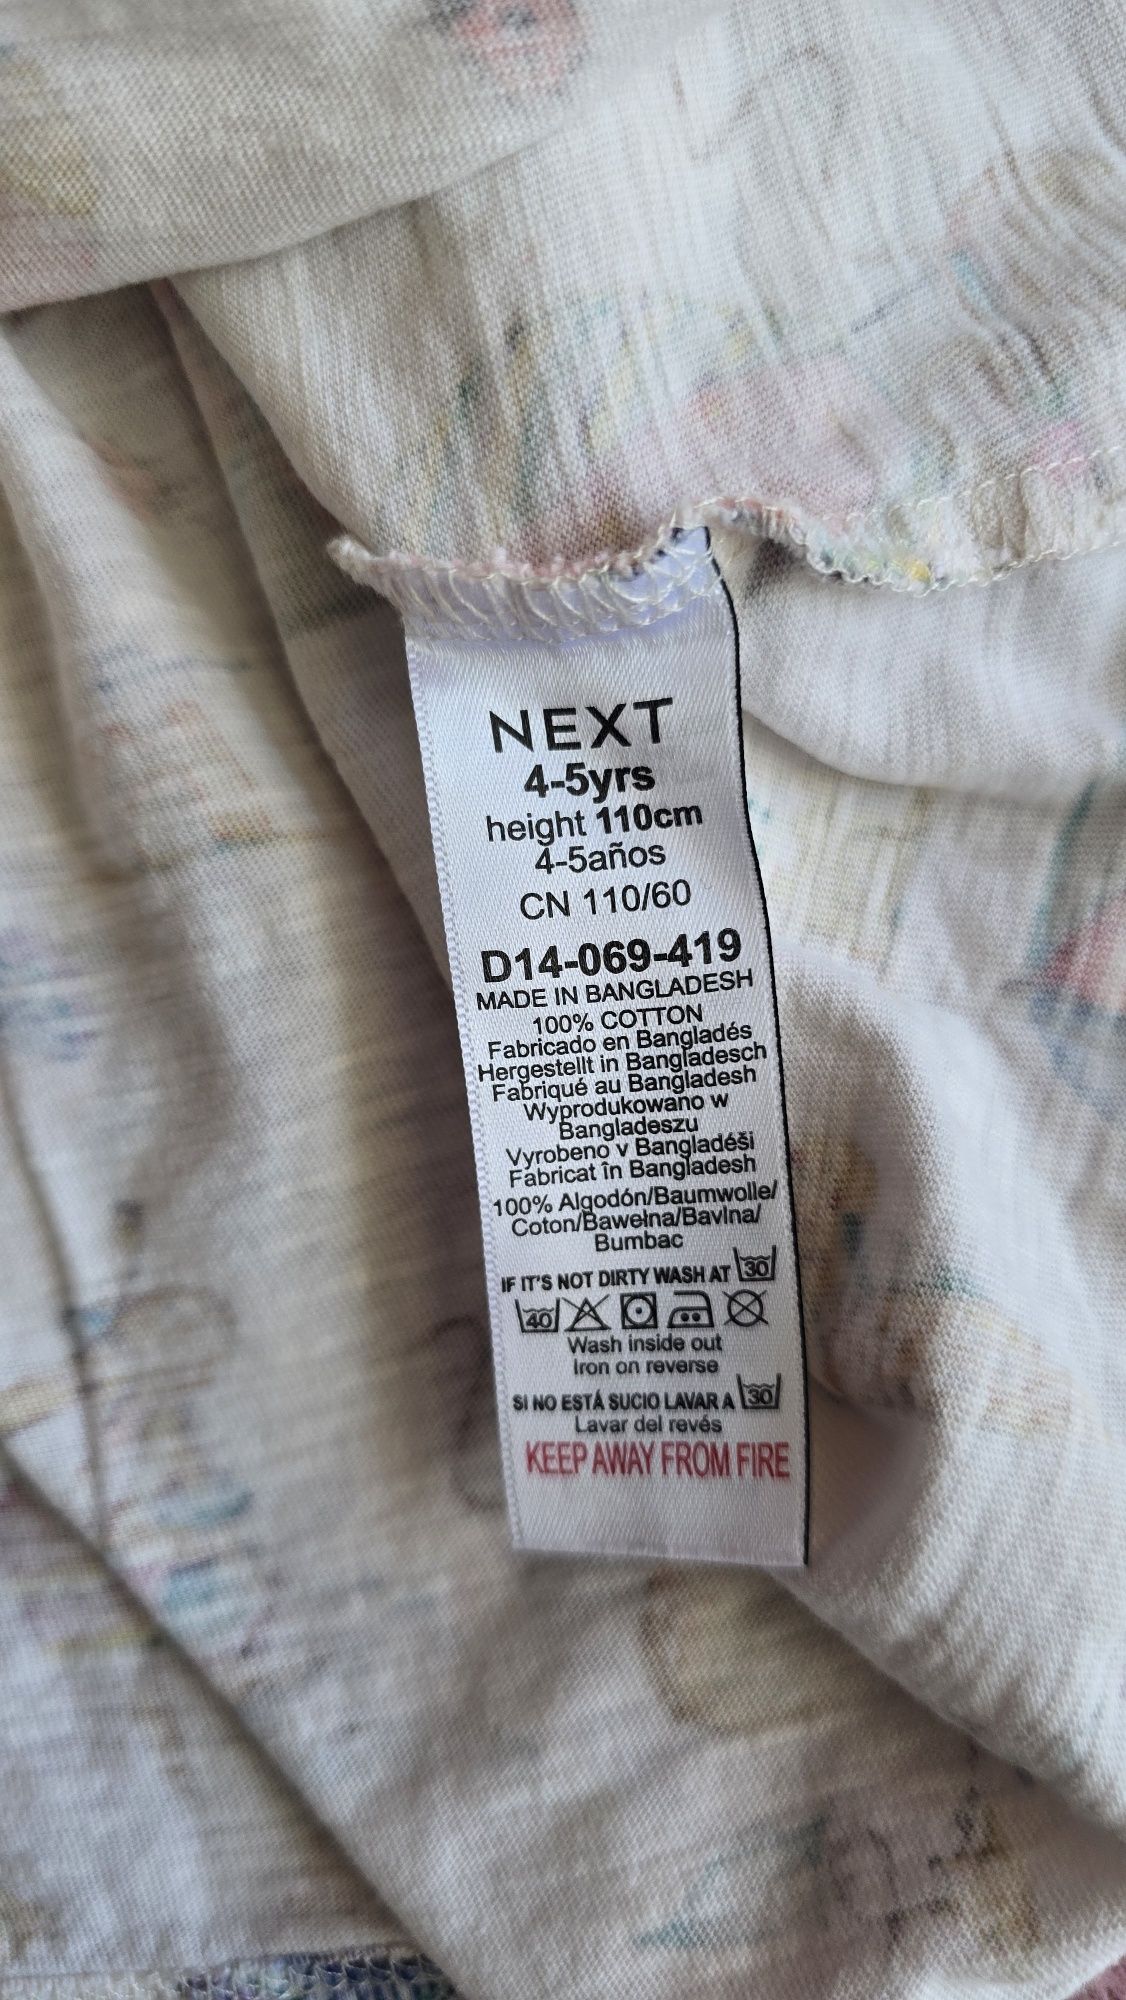 NEXT
4-5yrs
height 110cm
4-5años
CN 110/60
D14-069-419
MADE IN BANGLADESH
100% COTTON
Fabricado en Bangladés
Hergestellt in Bangladesch
Fabriqué au Bangladesh
Wyprodukowano w
Bangladeszu
Vyrobeno v Bangladéši
Fabricat în Bangladesh
100% Algodón/Baumwolle/
Coton/Bawełna/Bavlna/
Bumbac
IF IT'S NOT DIRTY WASH AT 30
40
Wash inside out
Iron on reverse
SI NO ESTÁ SUCIO LAVAR A 30
Lavar del revés
KEEP AWAY FROM FIRE